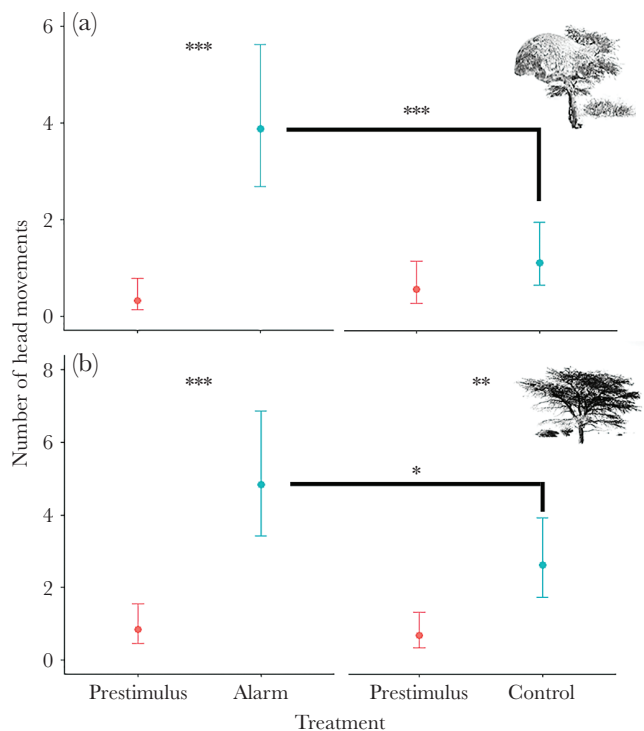 6
(a)
***
***
4
2
0
Number of head movements
8
(b)
***
**
6
*
4
2
0
Prestimulus Alarm Prestimulus Control
Treatment